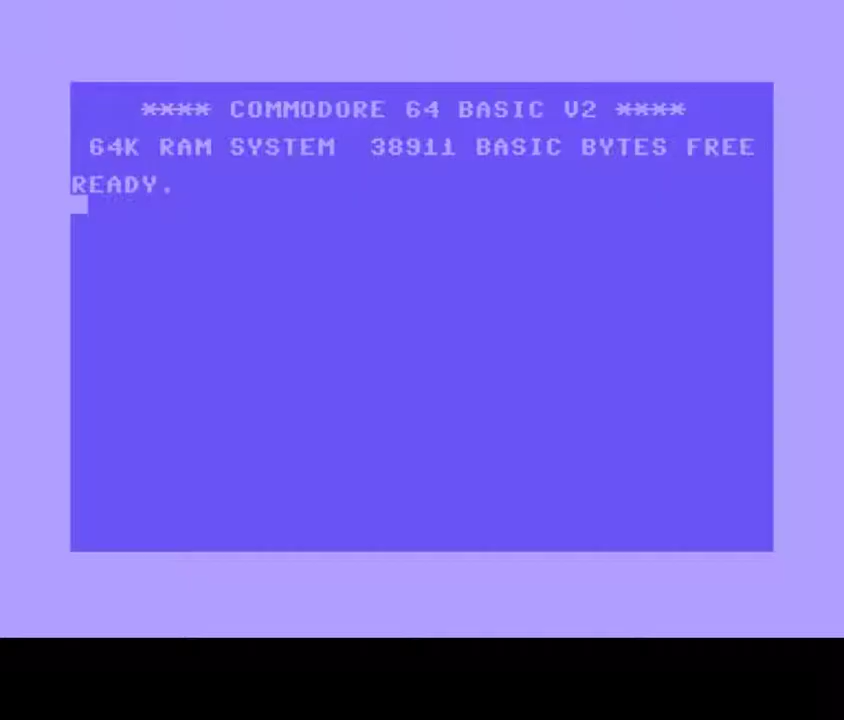 **** COMMODORE 64 BASIC V2 ****
64K RAM SYSTEM  38911 BASIC BYTES FREE
READY.